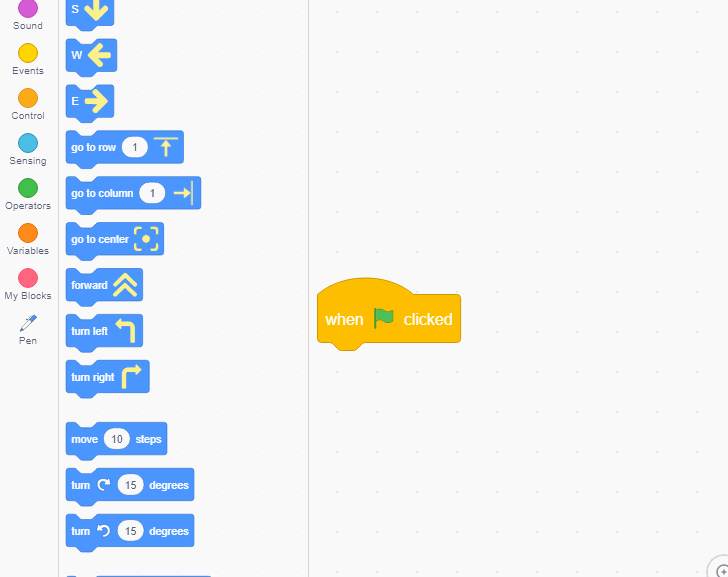 S
Sound
Events
W
E
Control
go to row 1
Sensing
go to column 1
Operators
Variables
go to center
My Blocks
forward
Pen
turn left
turn right
move 10 steps
turn 15 degrees
turn 15 degrees
when clicked